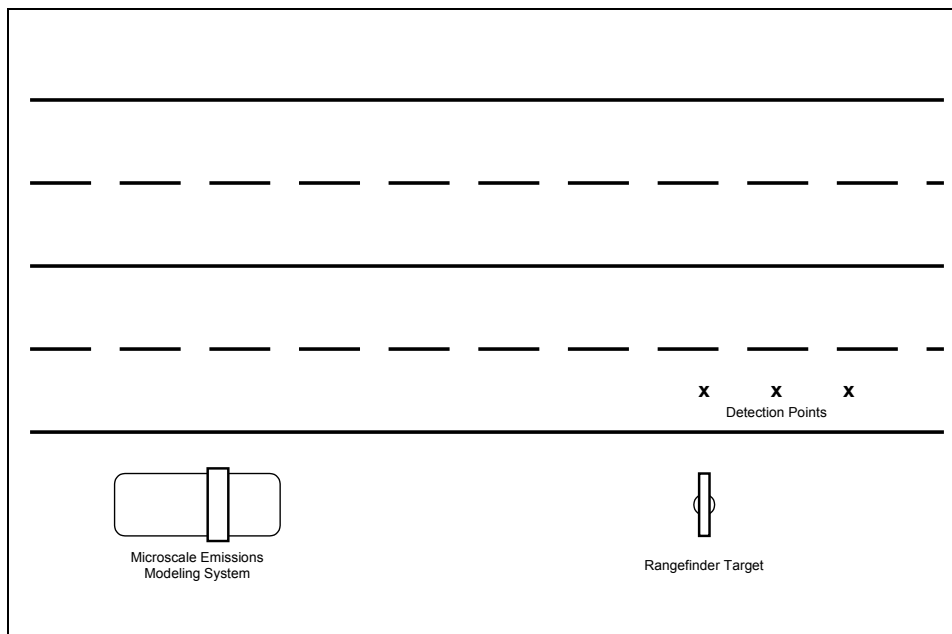 x x x
Detection Points
Microscale Emissions
Modeling System
Rangefinder Target